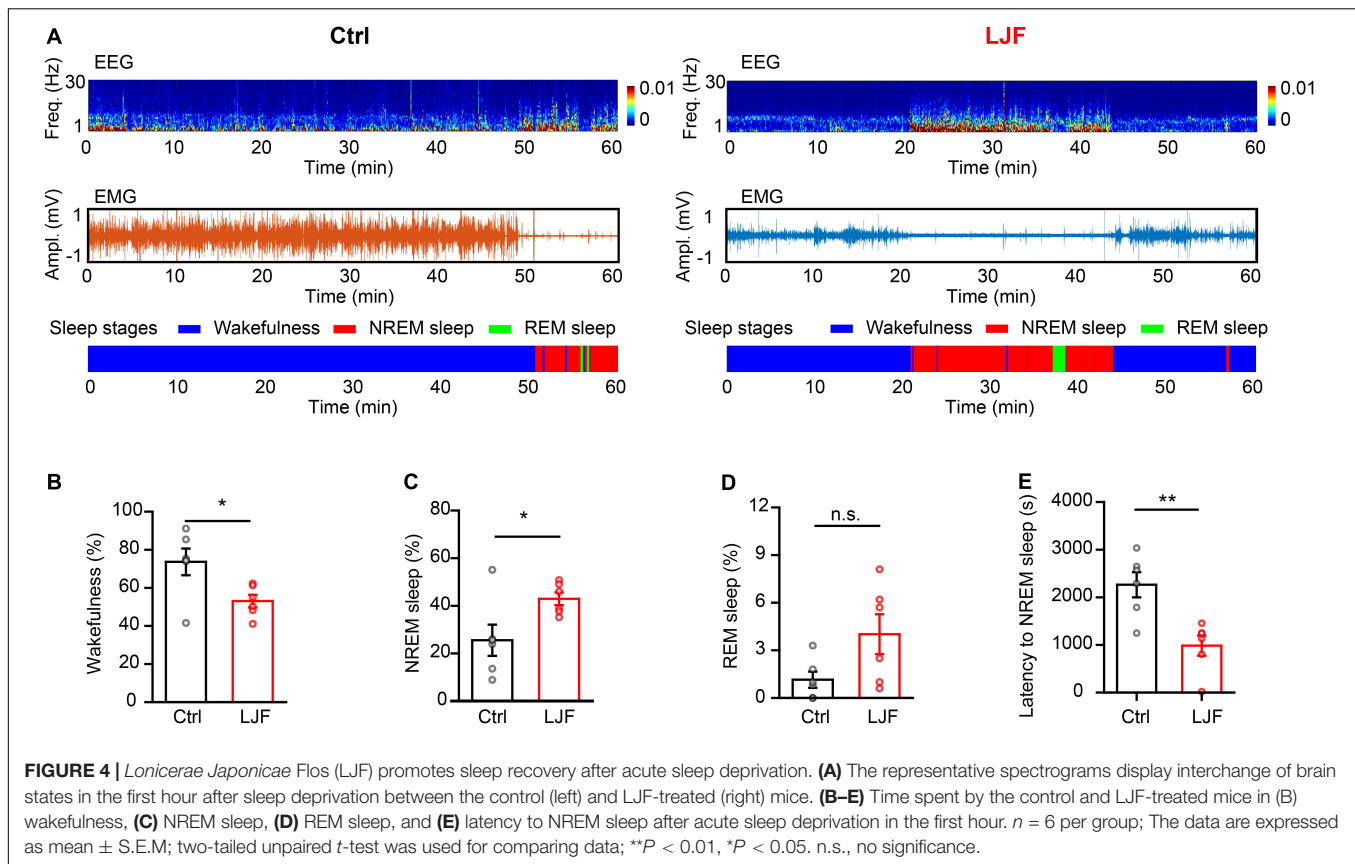 A Ctrl LJF
EEG EEG
Freq. (Hz) 30 1 0.01 0 Freq. (Hz) 30 1 0.01 0
0 10 20 30 40 50 60 0 10 20 30 40 50 60
Time (min) Time (min)
EMG EMG
Ampl. (mV) 1 -1 Ampl. (mV) 1 -1
0 10 20 30 40 50 60 0 10 20 30 40 50 60
Time (min) Time (min)
Sleep stages Wakefulness NREM sleep REM sleep Sleep stages Wakefulness NREM sleep REM sleep
0 10 20 30 40 50 60 0 10 20 30 40 50 60
Time (min) Time (min)
B
Wakefulness (%)
100
80
60
40
20
0
*
Ctrl LJF
C
NREM sleep (%)
80
60
40
20
0
*
Ctrl LJF
D
REM sleep (%)
12
9
6
3
0
n.s.
Ctrl LJF
E
Latency to NREM sleep (s)
4000
3000
2000
1000
0
**
Ctrl LJF
FIGURE 4 | Lonicerae Japonicae Flos (LJF) promotes sleep recovery after acute sleep deprivation. (A) The representative spectrograms display interchange of brain
states in the first hour after sleep deprivation between the control (left) and LJF-treated (right) mice. (B–E) Time spent by the control and LJF-treated mice in (B)
wakefulness, (C) NREM sleep, (D) REM sleep, and (E) latency to NREM sleep after acute sleep deprivation in the first hour. n = 6 per group; The data are expressed
as mean ± S.E.M; two-tailed unpaired t-test was used for comparing data; **P < 0.01, *P < 0.05. n.s., no significance.